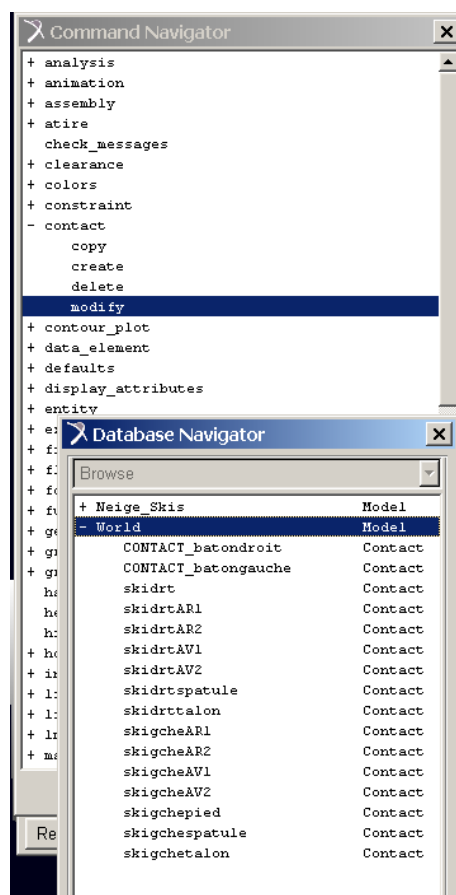 Command Navigator
+ analysis
+ animation
+ assembly
+ atire
check_messages
+ clearance
+ colors
+ constraint
- contact
copy
create
delete
modify
+ contour_plot
+ data_element
+ defaults
+ display_attributes
+ entity
Database Navigator
Browse
+ Neige_Skis Model
- World Model
CONTACT_batondroit Contact
CONTACT_batongauche Contact
skidrt Contact
skidrtAR1 Contact
skidrtAR2 Contact
skidrtAV1 Contact
skidrtAV2 Contact
skidrtspatule Contact
skidrttalon Contact
skigcheAR1 Contact
skigcheAR2 Contact
skigcheAV1 Contact
skigcheAV2 Contact
skigchepied Contact
skigchespatule Contact
skigchetalon Contact
Re